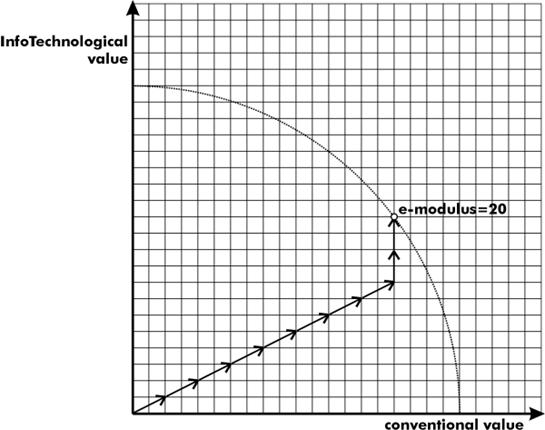 InfoTechnological
value
e-modulus=20
conventional value